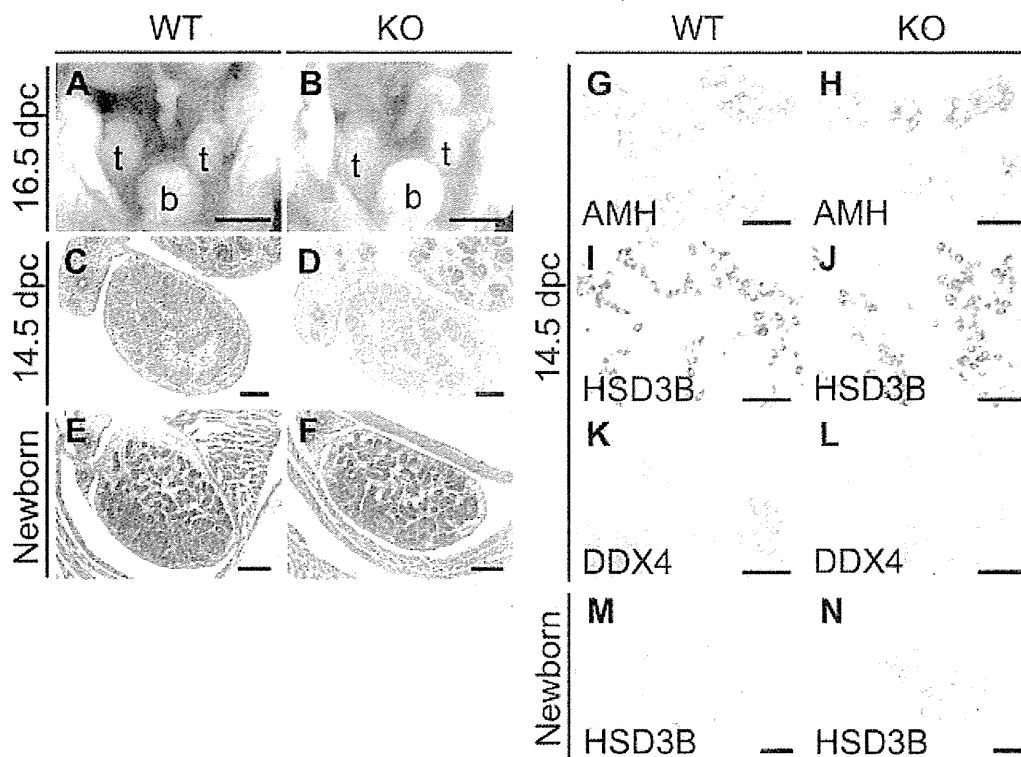 WT KO
16.5 dpc
A B
t t t t
b b
14.5 dpc
C D
Newborn
E F
WT KO
14.5 dpc
G H
AMH AMH
I J
HSD3B HSD3B
K L
DDX4 DDX4
Newborn
M N
HSD3B HSD3B